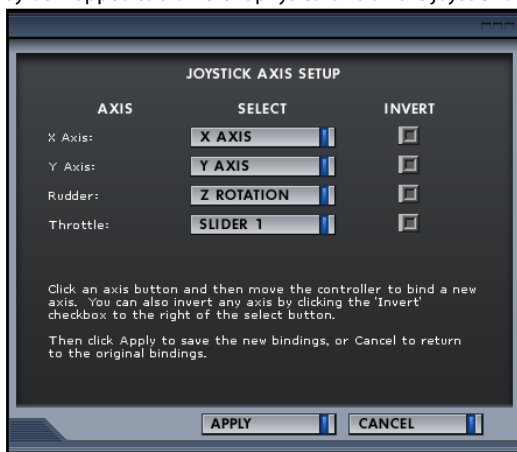 JOYSTICK AXIS SETUP
AXIS SELECT INVERT
X Axis: X AXIS
Y Axis: Y AXIS
Rudder: Z ROTATION
Throttle: SLIDER 1
Click an axis button and then move the controller to bind a new
axis. You can also invert any axis by clicking the 'Invert'
checkbox to the right of the select button.
Then click Apply to save the new bindings, or Cancel to return
to the original bindings.
APPLY CANCEL